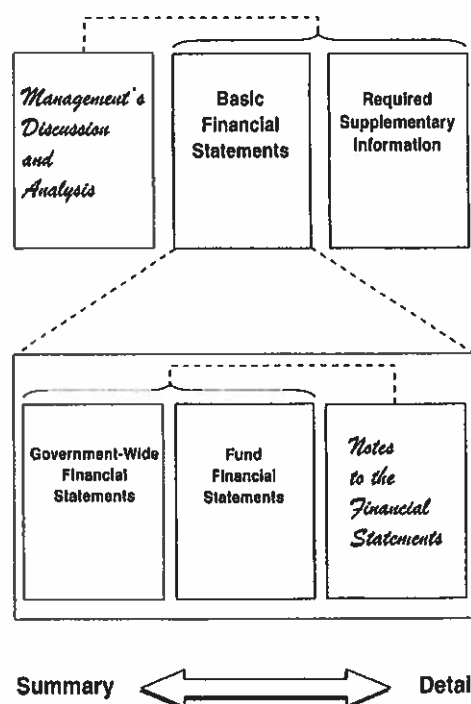 Management's
Discussion
and
Analysis
Basic
Financial
Statements
Required
Supplementary
Information
Government-Wide
Financial
Statements
Fund
Financial
Statements
Notes
to the
Financial
Statements
Summary
Detail